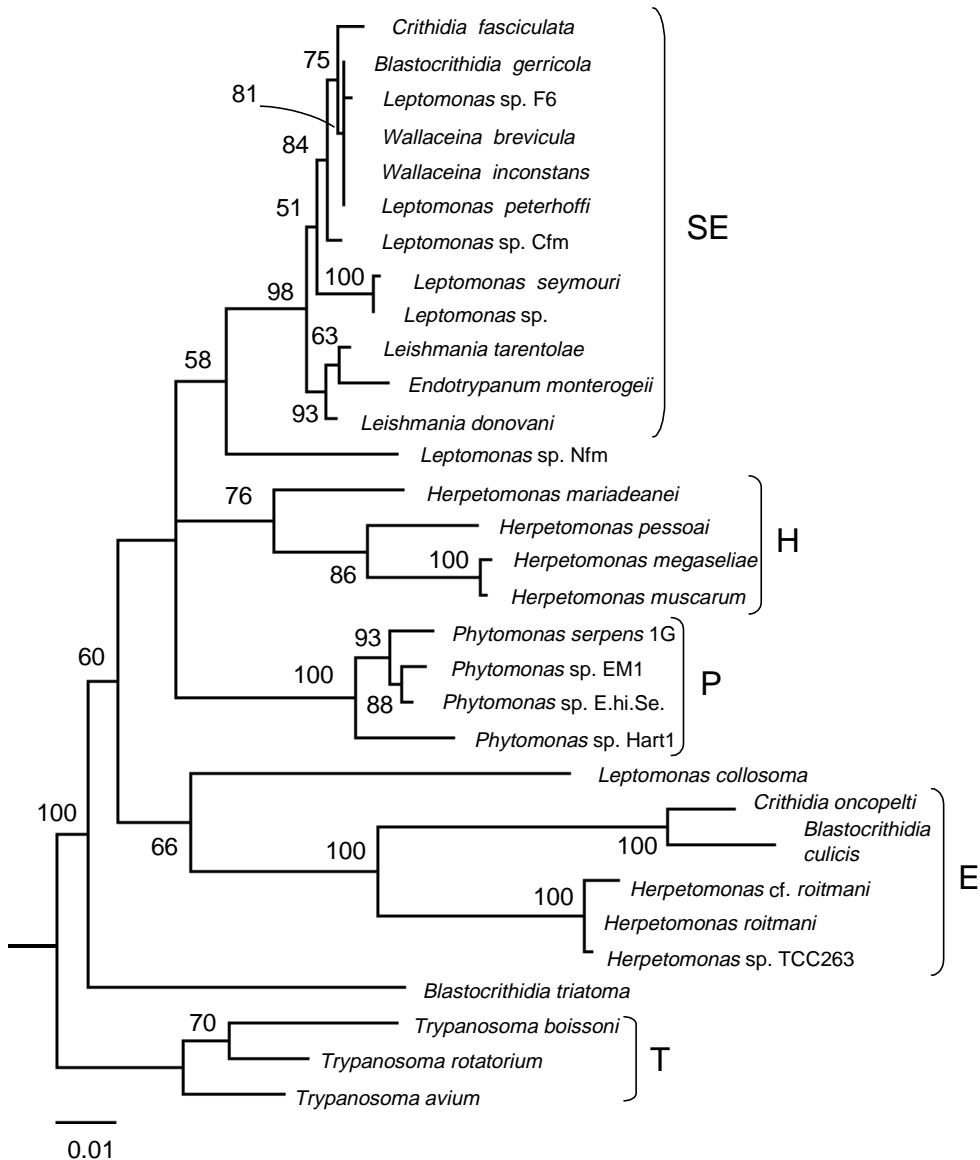 Crithidia fasciculata
75
Blastocrithidia gerricola
81
Leptomonas sp. F6
Wallaceina brevicula
84
Wallaceina inconstans
51
Leptomonas peterhoffi
SE
Leptomonas sp. Cfm
100
Leptomonas seymouri
98
Leptomonas sp.
63
Leishmania tarentolae
58
Endotrypanum monterogeii
93
Leishmania donovani
Leptomonas sp. Nfm
76
Herpetomonas mariadeanei
Herpetomonas pessoai
H
100
Herpetomonas megaseliae
86
Herpetomonas muscarum
93
Phytomonas serpens 1G
60
100
Phytomonas sp. EM1
P
88
Phytomonas sp. E.hi.Se.
Phytomonas sp. Hart1
Leptomonas collosoma
100
Crithidia oncopelti
66
100
100
Blastocrithidia
culicis
E
100
Herpetomonas cf. roitmani
Herpetomonas roitmani
Herpetomonas sp. TCC263
Blastocrithidia triatoma
70
Trypanosoma boissoni
Trypanosoma rotatorium
T
Trypanosoma avium
0.01